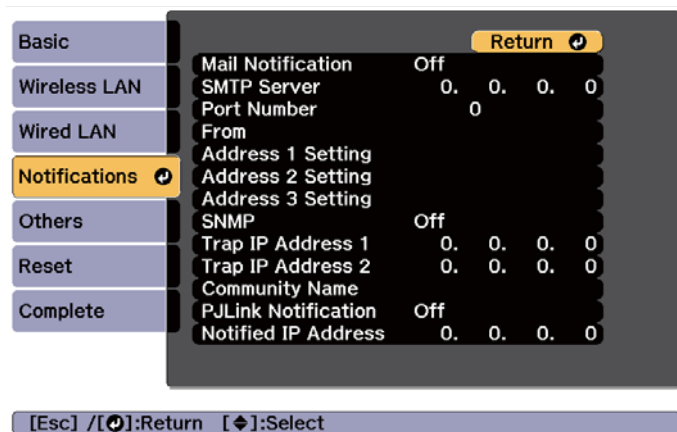 Basic
Wireless LAN
Wired LAN
Notifications
Others
Reset
Complete
Return
Mail Notification Off
SMTP Server 0. 0. 0. 0
Port Number 0
From
Address 1 Setting
Address 2 Setting
Address 3 Setting
SNMP Off
Trap IP Address 1 0. 0. 0. 0
Trap IP Address 2 0. 0. 0. 0
Community Name
PJLink Notification Off
Notified IP Address 0. 0. 0. 0
[Esc] /[⏎]:Return [◆]:Select